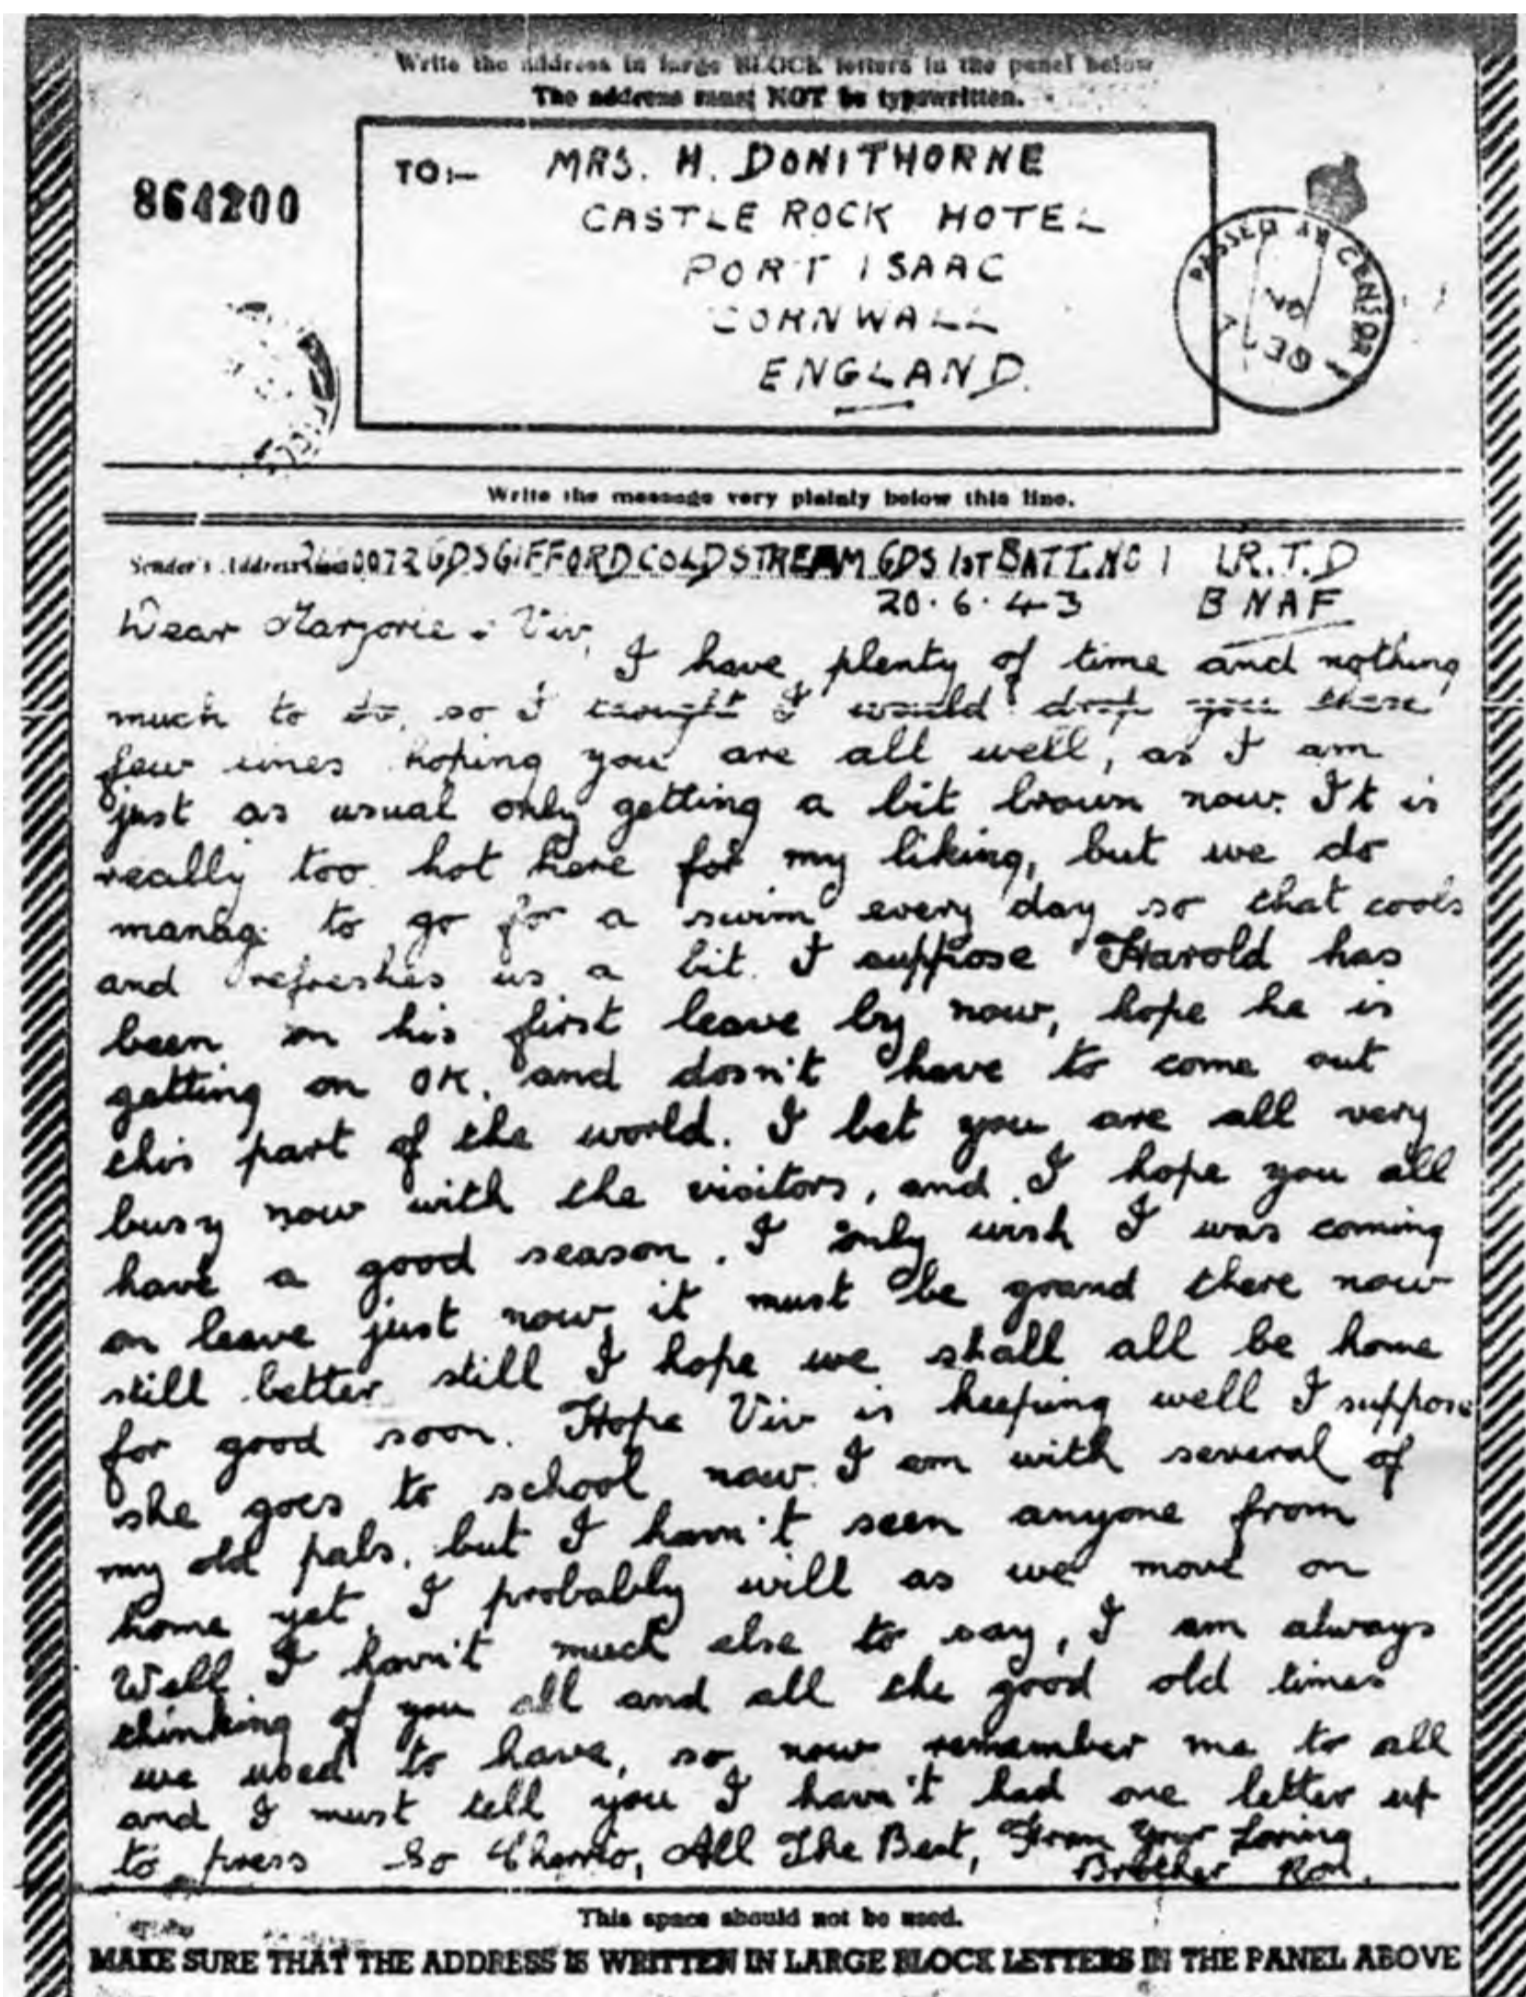 Write the address in large BLOCK letters in the panel below
The address must NOT be typewritten.
864200
TO:- MRS. H. DONITHORNE
CASTLE ROCK HOTEL
PORT ISAAC
CORNWALL
ENGLAND.
PASSED BY CENSOR
Write the message very plainly below this line.
Sender's Address 0072 GDS GIFFORD COLDSTREAM GDS 1ST BATT. NO 1 I.R.T.D
20.6.43 BNAF
Dear Marjorie & Viv,
I have plenty of time and nothing
much to do, so I thought I would drop you these
few lines hoping you are all well, as I am
just as usual only getting a bit brown now. It is
really too hot here for my liking, but we do
manage to go for a swim every day so that cools
and refreshes us a bit. I suppose Harold has
been on his first leave by now, hope he is
getting on OK. and dosn't have to come out
this part of the world. I bet you are all very
busy now with the visitors, and I hope you all
have a good season. I only wish I was coming
on leave just now, it must be grand there now
still better still I hope we shall all be home
for good soon. Hope Viv is keeping well I suppose
she goes to school now. I am with several of
my old pals, but I havn't seen anyone from
home yet, I probably will as we move on
Well I havn't much else to say, I am always
thinking of you all and all the good old times
we used to have, so now remember me to all
and I must tell you I havn't had one letter up
to press So Cheerio, All The Best, From Your Loving
Brother Ron.
This space should not be used.
MAKE SURE THAT THE ADDRESS IS WRITTEN IN LARGE BLOCK LETTERS IN THE PANEL ABOVE